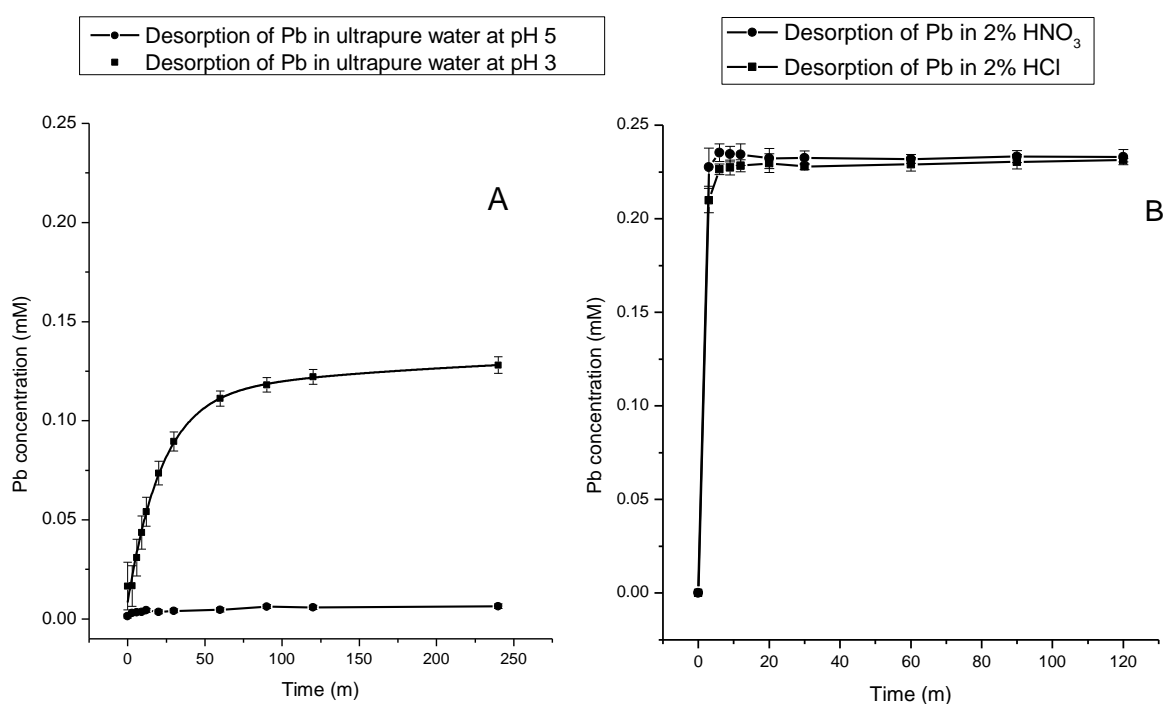 Desorption of Pb in ultrapure water at pH 5
Desorption of Pb in ultrapure water at pH 3
0.25
0.20
0.15
0.10
0.05
0.00
Pb concentration (mM)
A
0
50
100
150
200
250
Time (m)
Desorption of Pb in 2% HNO₃
Desorption of Pb in 2% HCl
0.25
0.20
0.15
0.10
0.05
0.00
Pb concentration (mM)
B
0
20
40
60
80
100
120
Time (m)